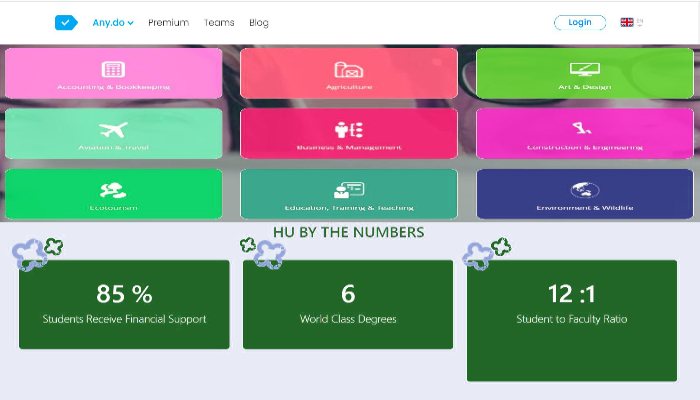 Any.do Premium Teams Blog Login EN
Accounting & Bookkeeping Agriculture Art & Design
Aviation & Travel Business & Management Construction & Engineering
Ecotourism Education, Training & Teaching Environment & Wildlife
HU BY THE NUMBERS
85 % 6 12 :1
Students Receive Financial Support World Class Degrees Student to Faculty Ratio